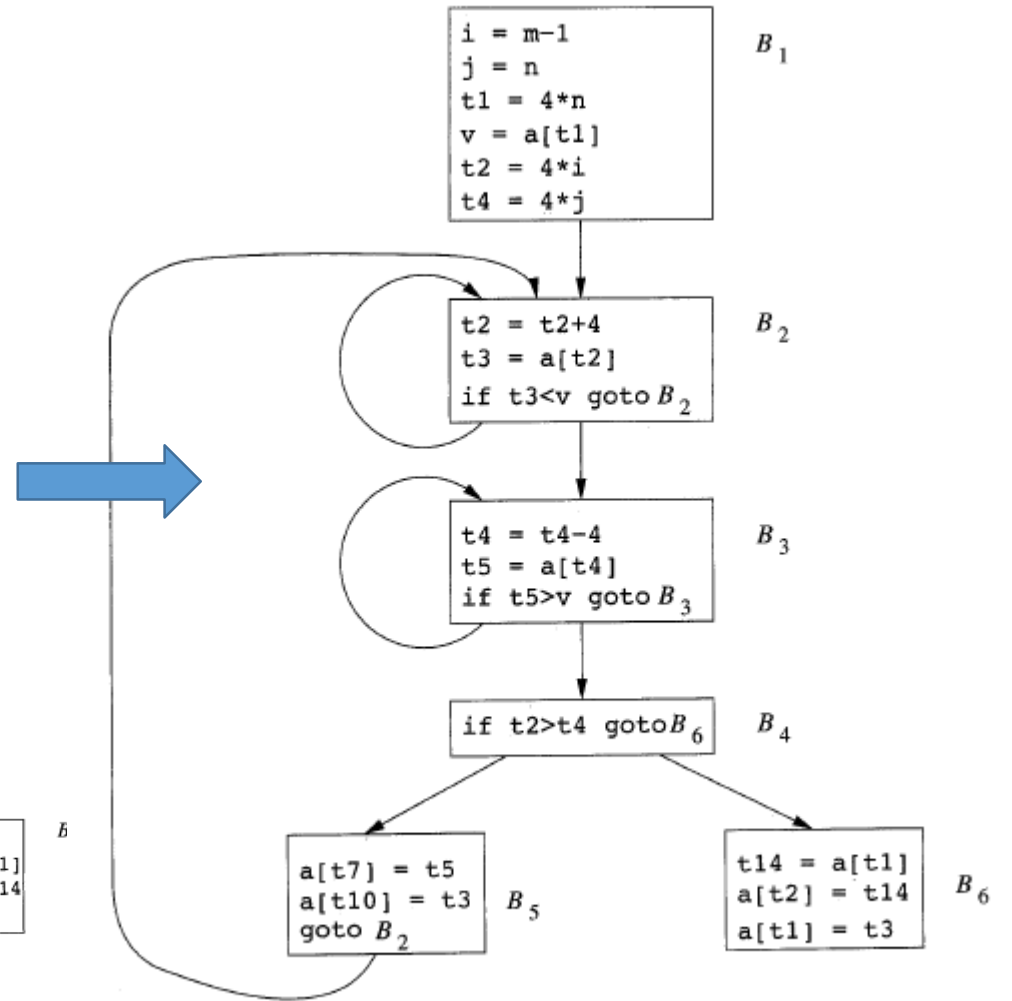 i = m-1
j = n
t1 = 4*n
v = a[t1]
t2 = 4*i
t4 = 4*j
B1
t2 = t2+4
t3 = a[t2]
if t3<v goto B2
B2
t4 = t4-4
t5 = a[t4]
if t5>v goto B3
B3
if t2>t4 goto B6
B4
a[t7] = t5
a[t10] = t3
goto B2
B5
t14 = a[t1]
a[t2] = t14
a[t1] = t3
B6
1]
14